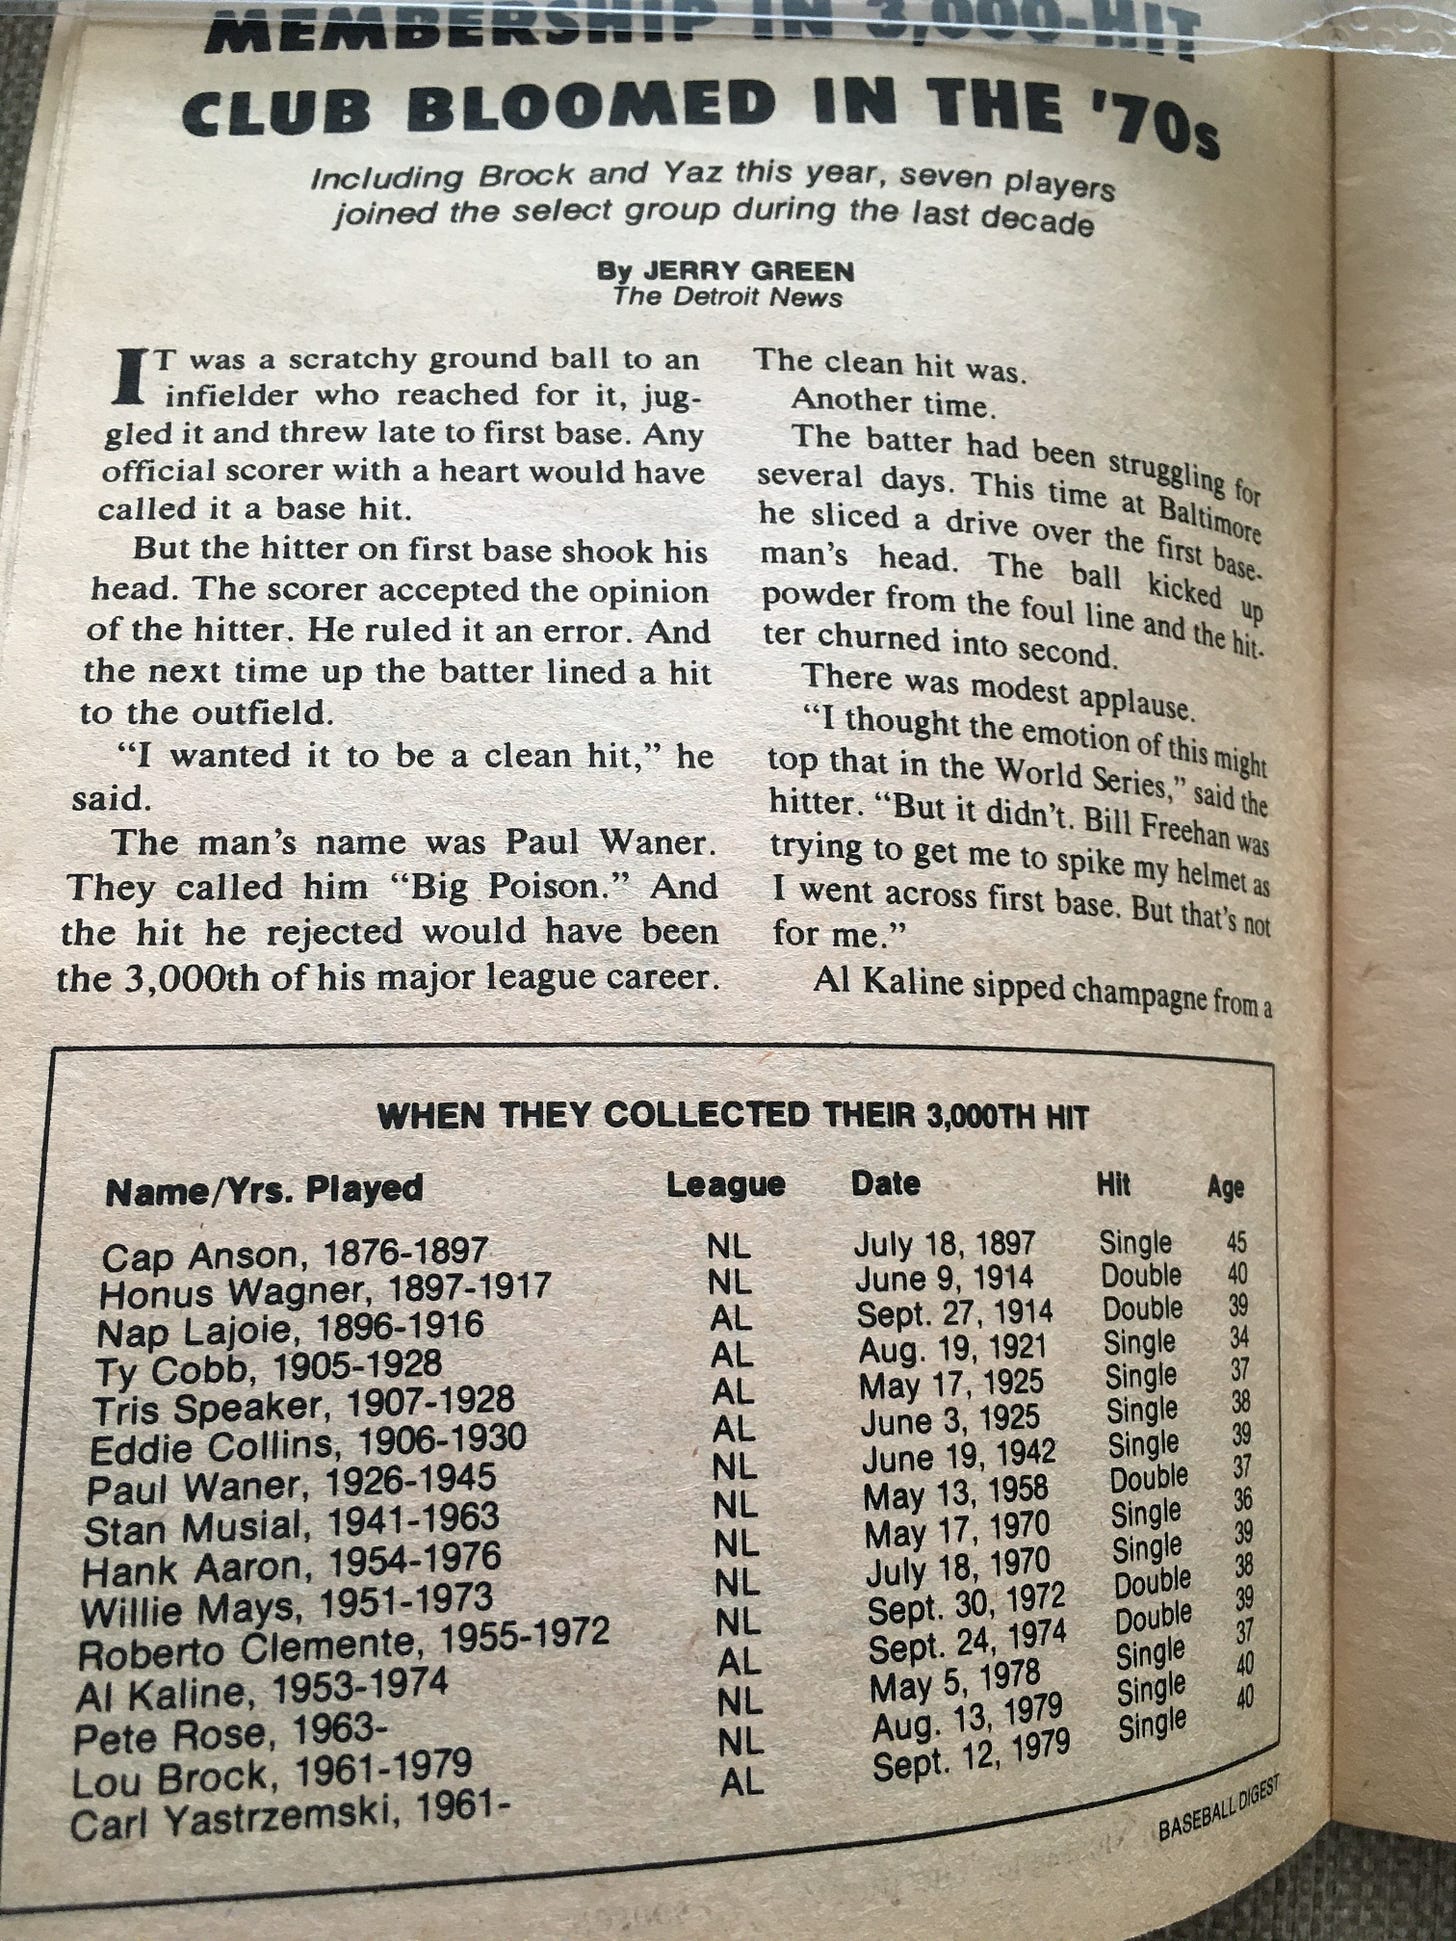 MEMBERSHIP IN 3,000-HIT
CLUB BLOOMED IN THE '70s
Including Brock and Yaz this year, seven players
joined the select group during the last decade
By JERRY GREEN
The Detroit News
IT was a scratchy ground ball to an
infielder who reached for it, jug-
gled it and threw late to first base. Any
official scorer with a heart would have
called it a base hit.
But the hitter on first base shook his
head. The scorer accepted the opinion
of the hitter. He ruled it an error. And
the next time up the batter lined a hit
to the outfield.
“I wanted it to be a clean hit,” he
said.
The man’s name was Paul Waner.
They called him “Big Poison.” And
the hit he rejected would have been
the 3,000th of his major league career.
The clean hit was.
Another time.
The batter had been struggling for
several days. This time at Baltimore
he sliced a drive over the first base-
man’s head. The ball kicked up
powder from the foul line and the hit-
ter churned into second.
There was modest applause.
“I thought the emotion of this might
top that in the World Series,” said the
hitter. “But it didn’t. Bill Freehan was
trying to get me to spike my helmet as
I went across first base. But that’s not
for me.”
Al Kaline sipped champagne from a
WHEN THEY COLLECTED THEIR 3,000TH HIT
Name/Yrs. Played League Date Hit Age
Cap Anson, 1876-1897 NL July 18, 1897 Single 45
Honus Wagner, 1897-1917 NL June 9, 1914 Double 40
Nap Lajoie, 1896-1916 AL Sept. 27, 1914 Double 39
Ty Cobb, 1905-1928 AL Aug. 19, 1921 Single 34
Tris Speaker, 1907-1928 AL May 17, 1925 Single 37
Eddie Collins, 1906-1930 AL June 3, 1925 Single 38
Paul Waner, 1926-1945 NL June 19, 1942 Single 39
Stan Musial, 1941-1963 NL May 13, 1958 Double 37
Hank Aaron, 1954-1976 NL May 17, 1970 Single 36
Willie Mays, 1951-1973 NL July 18, 1970 Single 39
Roberto Clemente, 1955-1972 NL Sept. 30, 1972 Double 38
Al Kaline, 1953-1974 AL Sept. 24, 1974 Double 39
Pete Rose, 1963- NL May 5, 1978 Single 37
Lou Brock, 1961-1979 NL Aug. 13, 1979 Single 40
Carl Yastrzemski, 1961- AL Sept. 12, 1979 Single 40
BASEBALL DIGEST